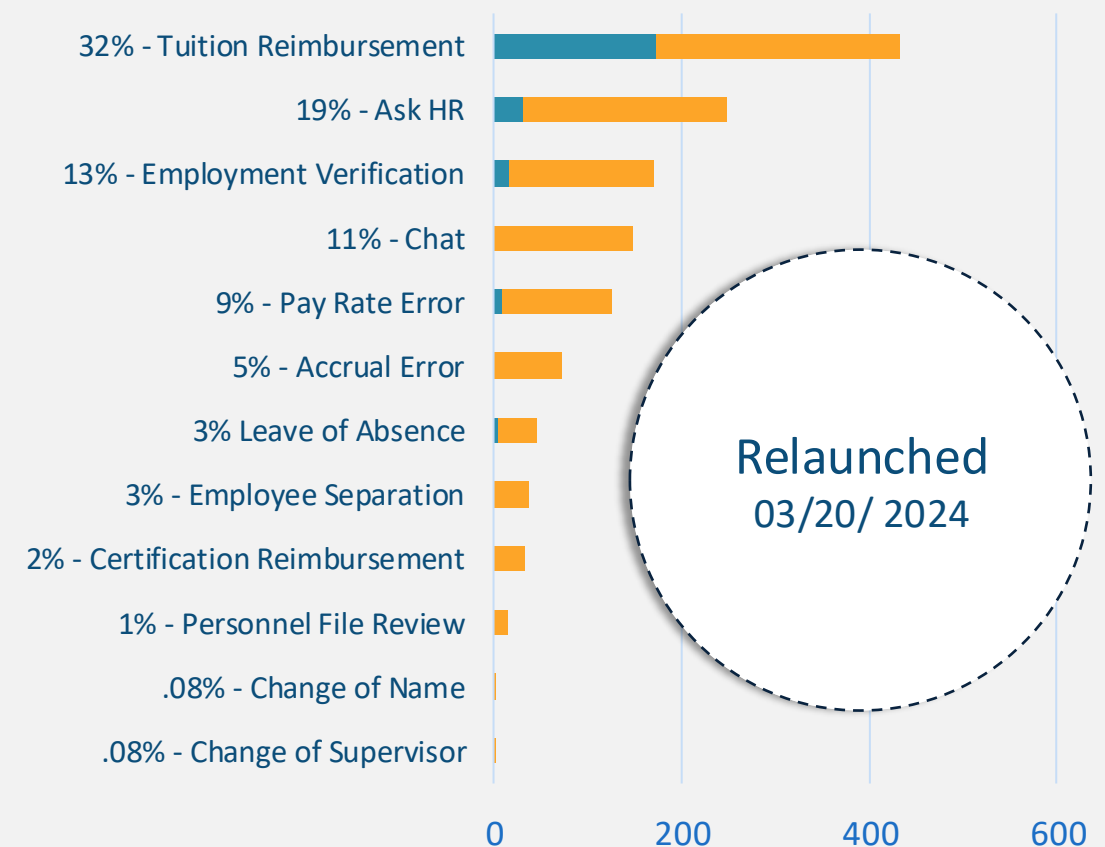 32% - Tuition Reimbursement
19% - Ask HR
13% - Employment Verification
11% - Chat
9% - Pay Rate Error
5% - Accrual Error
3% Leave of Absence
3% - Employee Separation
2% - Certification Reimbursement
1% - Personnel File Review
.08% - Change of Name
.08% - Change of Supervisor
Relaunched
03/20/ 2024
0 200 400 600